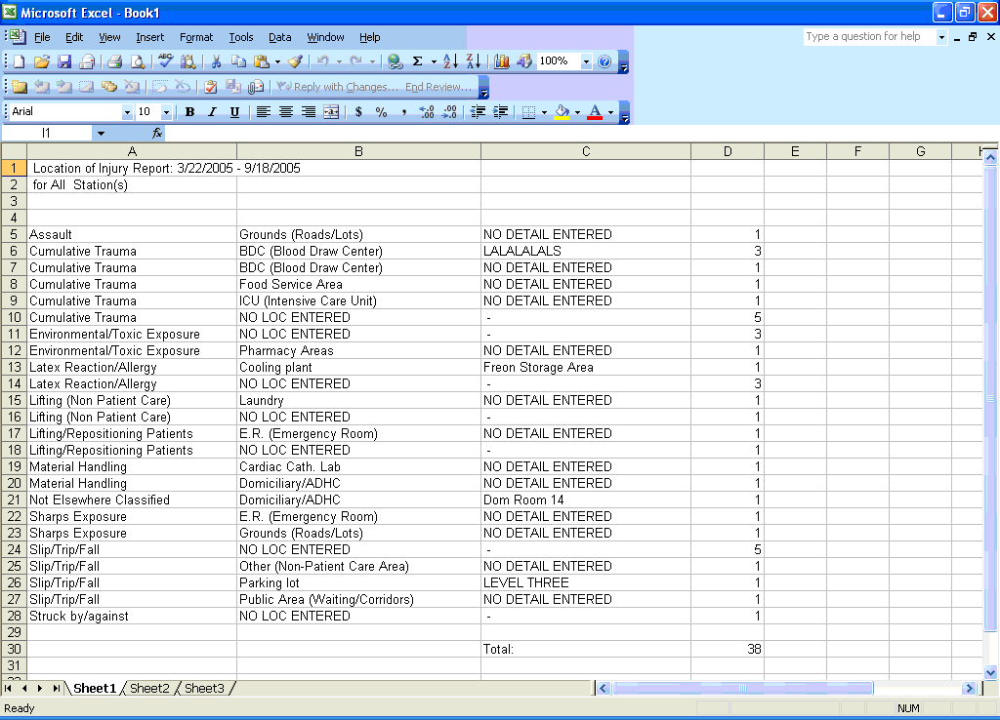 Microsoft Excel - Book1
File Edit View Insert Format Tools Data Window Help Type a question for help
Σ 100%
Reply with Changes... End Review...
Arial 10 B I U $ % ,
I1 fx
A B C D E F G H
1 Location of Injury Report: 3/22/2005 - 9/18/2005
2 for All Station(s)
3
4
5 Assault Grounds (Roads/Lots) NO DETAIL ENTERED 1
6 Cumulative Trauma BDC (Blood Draw Center) LALALALALS 3
7 Cumulative Trauma BDC (Blood Draw Center) NO DETAIL ENTERED 1
8 Cumulative Trauma Food Service Area NO DETAIL ENTERED 1
9 Cumulative Trauma ICU (Intensive Care Unit) NO DETAIL ENTERED 1
10 Cumulative Trauma NO LOC ENTERED - 5
11 Environmental/Toxic Exposure NO LOC ENTERED - 3
12 Environmental/Toxic Exposure Pharmacy Areas NO DETAIL ENTERED 1
13 Latex Reaction/Allergy Cooling plant Freon Storage Area 1
14 Latex Reaction/Allergy NO LOC ENTERED - 3
15 Lifting (Non Patient Care) Laundry NO DETAIL ENTERED 1
16 Lifting (Non Patient Care) NO LOC ENTERED - 1
17 Lifting/Repositioning Patients E.R. (Emergency Room) NO DETAIL ENTERED 1
18 Lifting/Repositioning Patients NO LOC ENTERED - 1
19 Material Handling Cardiac Cath. Lab NO DETAIL ENTERED 1
20 Material Handling Domiciliary/ADHC NO DETAIL ENTERED 1
21 Not Elsewhere Classified Domiciliary/ADHC Dom Room 14 1
22 Sharps Exposure E.R. (Emergency Room) NO DETAIL ENTERED 1
23 Sharps Exposure Grounds (Roads/Lots) NO DETAIL ENTERED 1
24 Slip/Trip/Fall NO LOC ENTERED - 5
25 Slip/Trip/Fall Other (Non-Patient Care Area) NO DETAIL ENTERED 1
26 Slip/Trip/Fall Parking lot LEVEL THREE 1
27 Slip/Trip/Fall Public Area (Waiting/Corridors) NO DETAIL ENTERED 1
28 Struck by/against NO LOC ENTERED - 1
29
30 Total: 38
31
Sheet1 Sheet2 Sheet3
Ready NUM